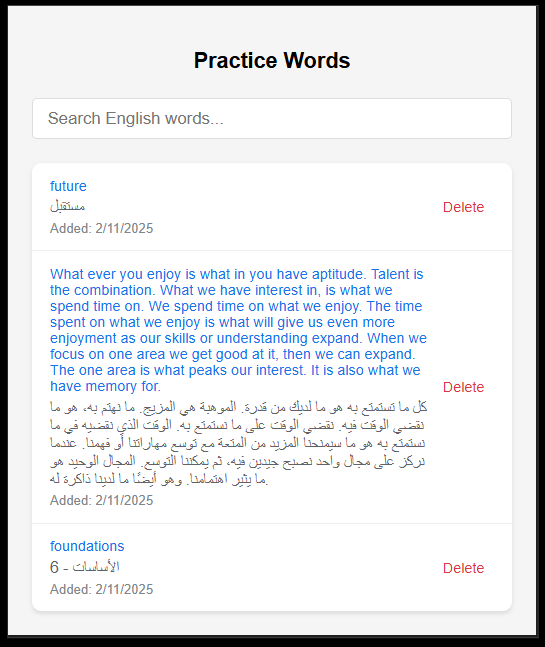 Practice Words
Search English words...
future
مستقبل
Added: 2/11/2025
Delete
What ever you enjoy is what in you have aptitude. Talent is
the combination. What we have interest in, is what we
spend time on. We spend time on what we enjoy. The time
spent on what we enjoy is what will give us even more
enjoyment as our skills or understanding expand. When we
focus on one area we get good at it, then we can expand.
The one area is what peaks our interest. It is also what we
have memory for.
كل ما تستمتع به هو ما لديك من قدرة. الموهبة هي المزيج. ما نهتم به، هو ما
نقضي الوقت فيه. نقضي الوقت على ما نستمتع به. الوقت الذي نقضيه في ما
نستمتع به هو ما سيمنحنا المزيد من المتعة مع توسع مهاراتنا أو فهمنا. عندما
نركز على مجال واحد نصبح جيدين فيه، ثم يمكننا التوسع. المجال الوحيد هو
ما يثير اهتمامنا. وهو أيضًا ما لدينا ذاكرة له.
Added: 2/11/2025
Delete
foundations
الأساسات - 6
Added: 2/11/2025
Delete